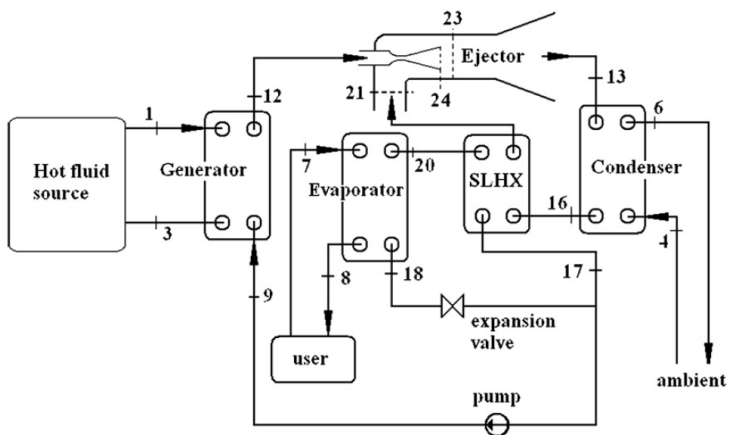 23
Ejector
21
24
13
12
1
6
Hot fluid
source
Generator
7
20
Evaporator
SLHX
Condenser
16
3
4
9
8
18
17
expansion
valve
user
ambient
pump